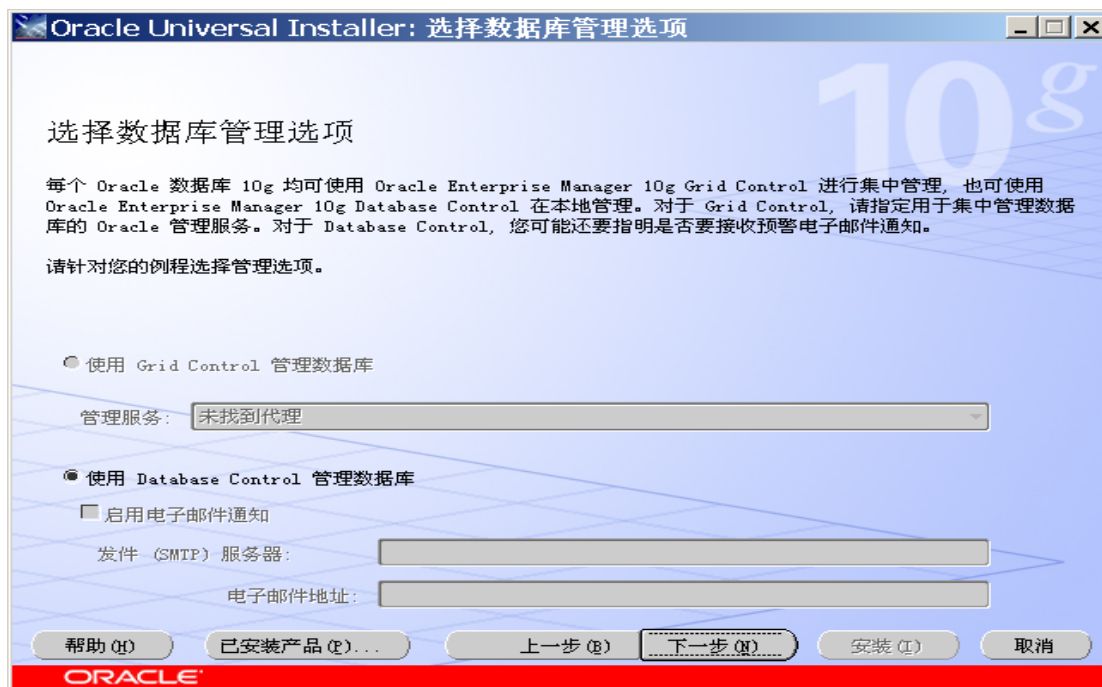 Oracle Universal Installer: 选择数据库管理选项
10g
选择数据库管理选项
每个 Oracle 数据库 10g 均可使用 Oracle Enterprise Manager 10g Grid Control 进行集中管理, 也可使用
Oracle Enterprise Manager 10g Database Control 在本地管理。对于 Grid Control, 请指定用于集中管理数据
库的 Oracle 管理服务。对于 Database Control, 您可能还要指明是否要接收预警电子邮件通知。
请针对您的例程选择管理选项。
使用 Grid Control 管理数据库
管理服务: 未找到代理
使用 Database Control 管理数据库
启用电子邮件通知
发件 (SMTP) 服务器:
电子邮件地址:
帮助(H) 已安装产品(P)... 上一步(B) 下一步(N) 安装(I) 取消
ORACLE